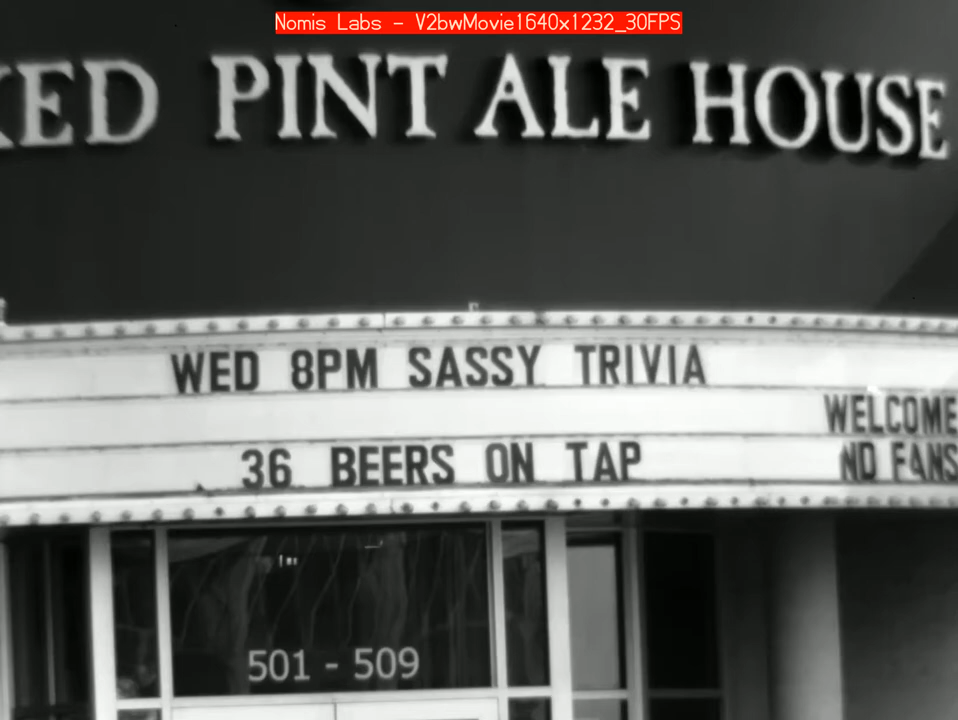 Nomis Labs - V2bwMovie1640x1232_30FPS
KED PINT ALE HOUSE
WED 8PM SASSY TRIVIA
WELCOME
36 BEERS ON TAP
ND FANS
501 - 509